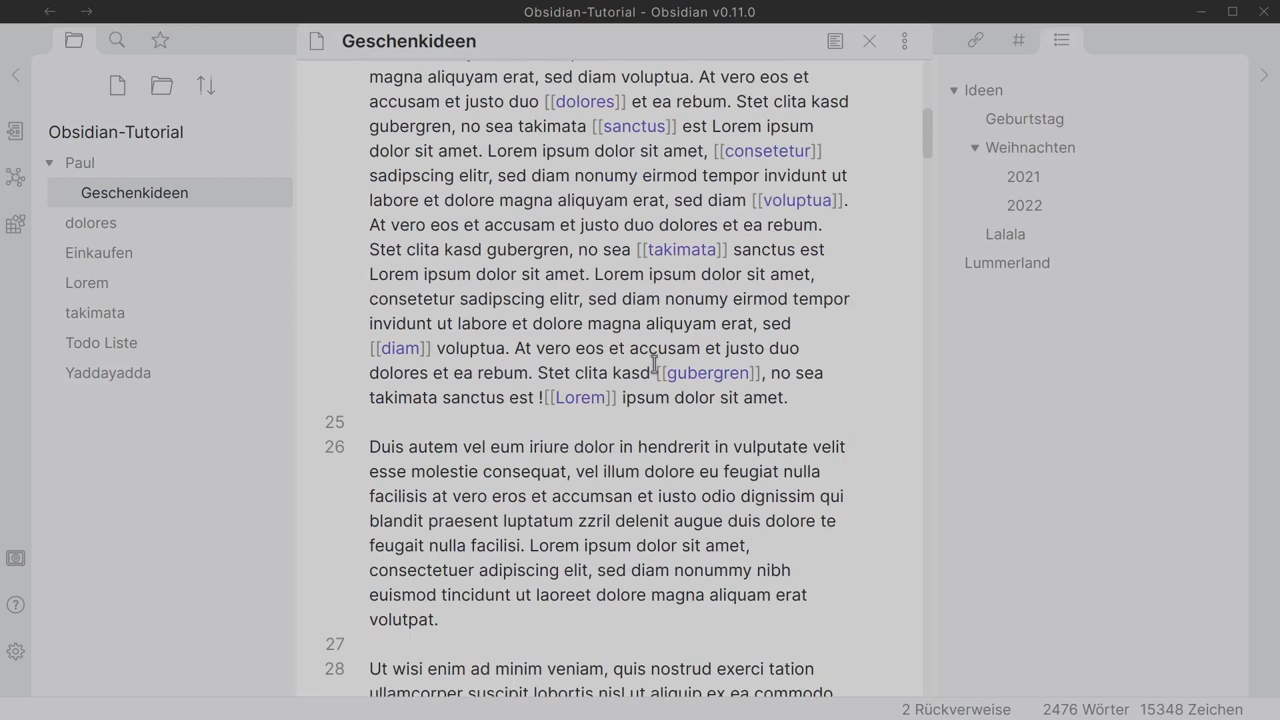 Obsidian-Tutorial - Obsidian v0.11.0
Geschenkideen
Obsidian-Tutorial
Paul
Geschenkideen
dolores
Einkaufen
Lorem
takimata
Todo Liste
Yaddayadda
magna aliquyam erat, sed diam voluptua. At vero eos et
accusam et justo duo [[dolores]] et ea rebum. Stet clita kasd
gubergren, no sea takimata [[sanctus]] est Lorem ipsum
dolor sit amet. Lorem ipsum dolor sit amet, [[consetetur]]
sadipscing elitr, sed diam nonumy eirmod tempor invidunt ut
labore et dolore magna aliquyam erat, sed diam [[voluptua]].
At vero eos et accusam et justo duo dolores et ea rebum.
Stet clita kasd gubergren, no sea [[takimata]] sanctus est
Lorem ipsum dolor sit amet. Lorem ipsum dolor sit amet,
consetetur sadipscing elitr, sed diam nonumy eirmod tempor
invidunt ut labore et dolore magna aliquyam erat, sed
[[diam]] voluptua. At vero eos et accusam et justo duo
dolores et ea rebum. Stet clita kasd [[gubergren]], no sea
takimata sanctus est ![[Lorem]] ipsum dolor sit amet.
25
26 Duis autem vel eum iriure dolor in hendrerit in vulputate velit
esse molestie consequat, vel illum dolore eu feugiat nulla
facilisis at vero eros et accumsan et iusto odio dignissim qui
blandit praesent luptatum zzril delenit augue duis dolore te
feugait nulla facilisi. Lorem ipsum dolor sit amet,
consectetuer adipiscing elit, sed diam nonummy nibh
euismod tincidunt ut laoreet dolore magna aliquam erat
volutpat.
27
28 Ut wisi enim ad minim veniam, quis nostrud exerci tation
ullamcorper suscipit lobortis nisl ut aliquip ex ea commodo
Ideen
Geburtstag
Weihnachten
2021
2022
Lalala
Lummerland
2 Rückverweise 2476 Wörter 15348 Zeichen